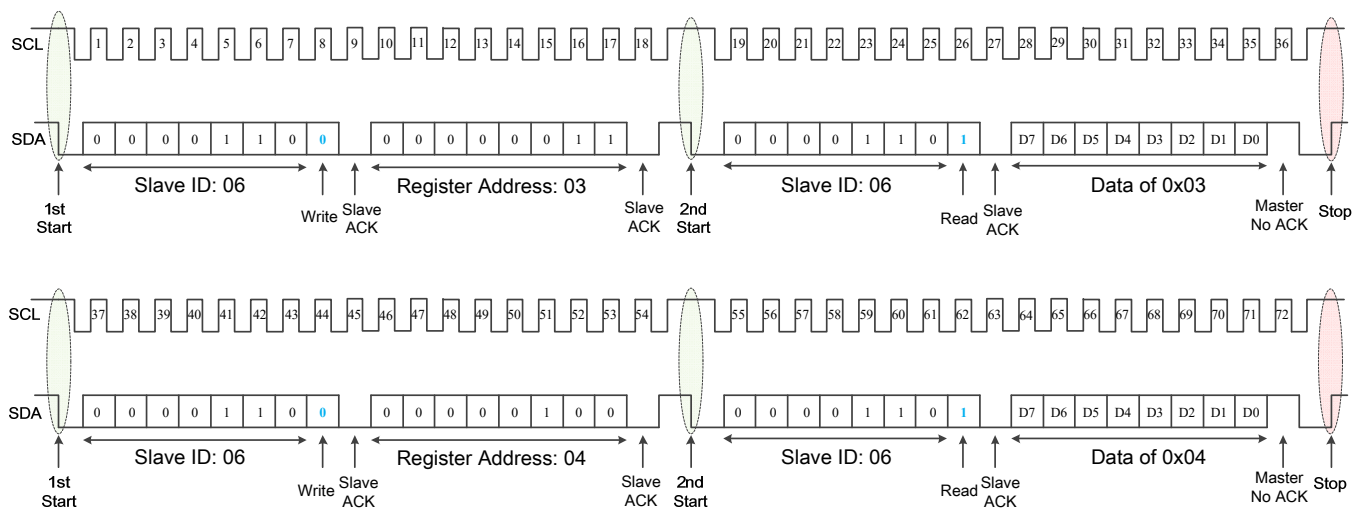 SCL 1 2 3 4 5 6 7 8 9 10 11 12 13 14 15 16 17 18 19 20 21 22 23 24 25 26 27 28 29 30 31 32 33 34 35 36
SDA 0 0 0 0 1 1 0 0 0 0 0 0 0 0 1 1 0 0 0 0 1 1 0 1 D7 D6 D5 D4 D3 D2 D1 D0
Slave ID: 06 Register Address: 03 Slave ID: 06 Data of 0x03
1st Start
Write
Slave ACK
Slave ACK
2nd Start
Read
Slave ACK
Master No ACK
Stop
SCL 37 38 39 40 41 42 43 44 45 46 47 48 49 50 51 52 53 54 55 56 57 58 59 60 61 62 63 64 65 66 67 68 69 70 71 72
SDA 0 0 0 0 1 1 0 0 0 0 0 0 0 1 0 0 0 0 0 0 1 1 0 1 D7 D6 D5 D4 D3 D2 D1 D0
Slave ID: 06 Register Address: 04 Slave ID: 06 Data of 0x04
1st Start
Write
Slave ACK
Slave ACK
2nd Start
Read
Slave ACK
Master No ACK
Stop